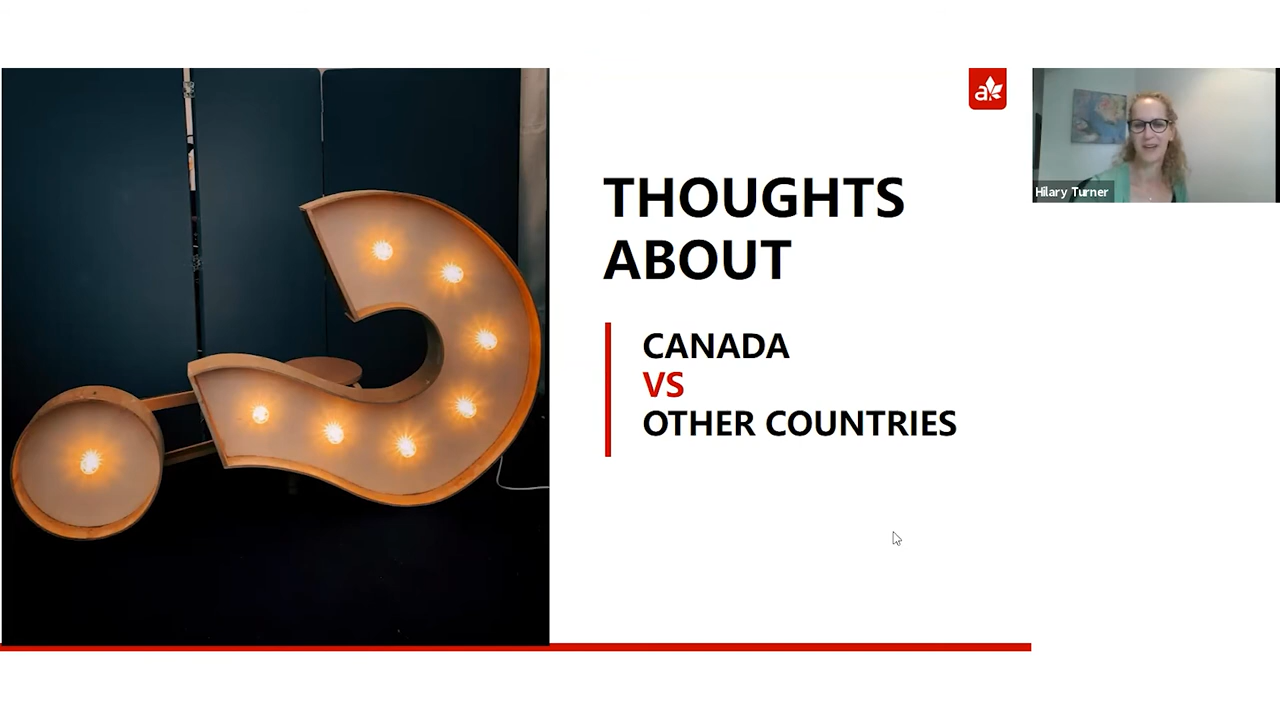 a
THOUGHTS
ABOUT
CANADA
VS
OTHER COUNTRIES
Hilary Turner